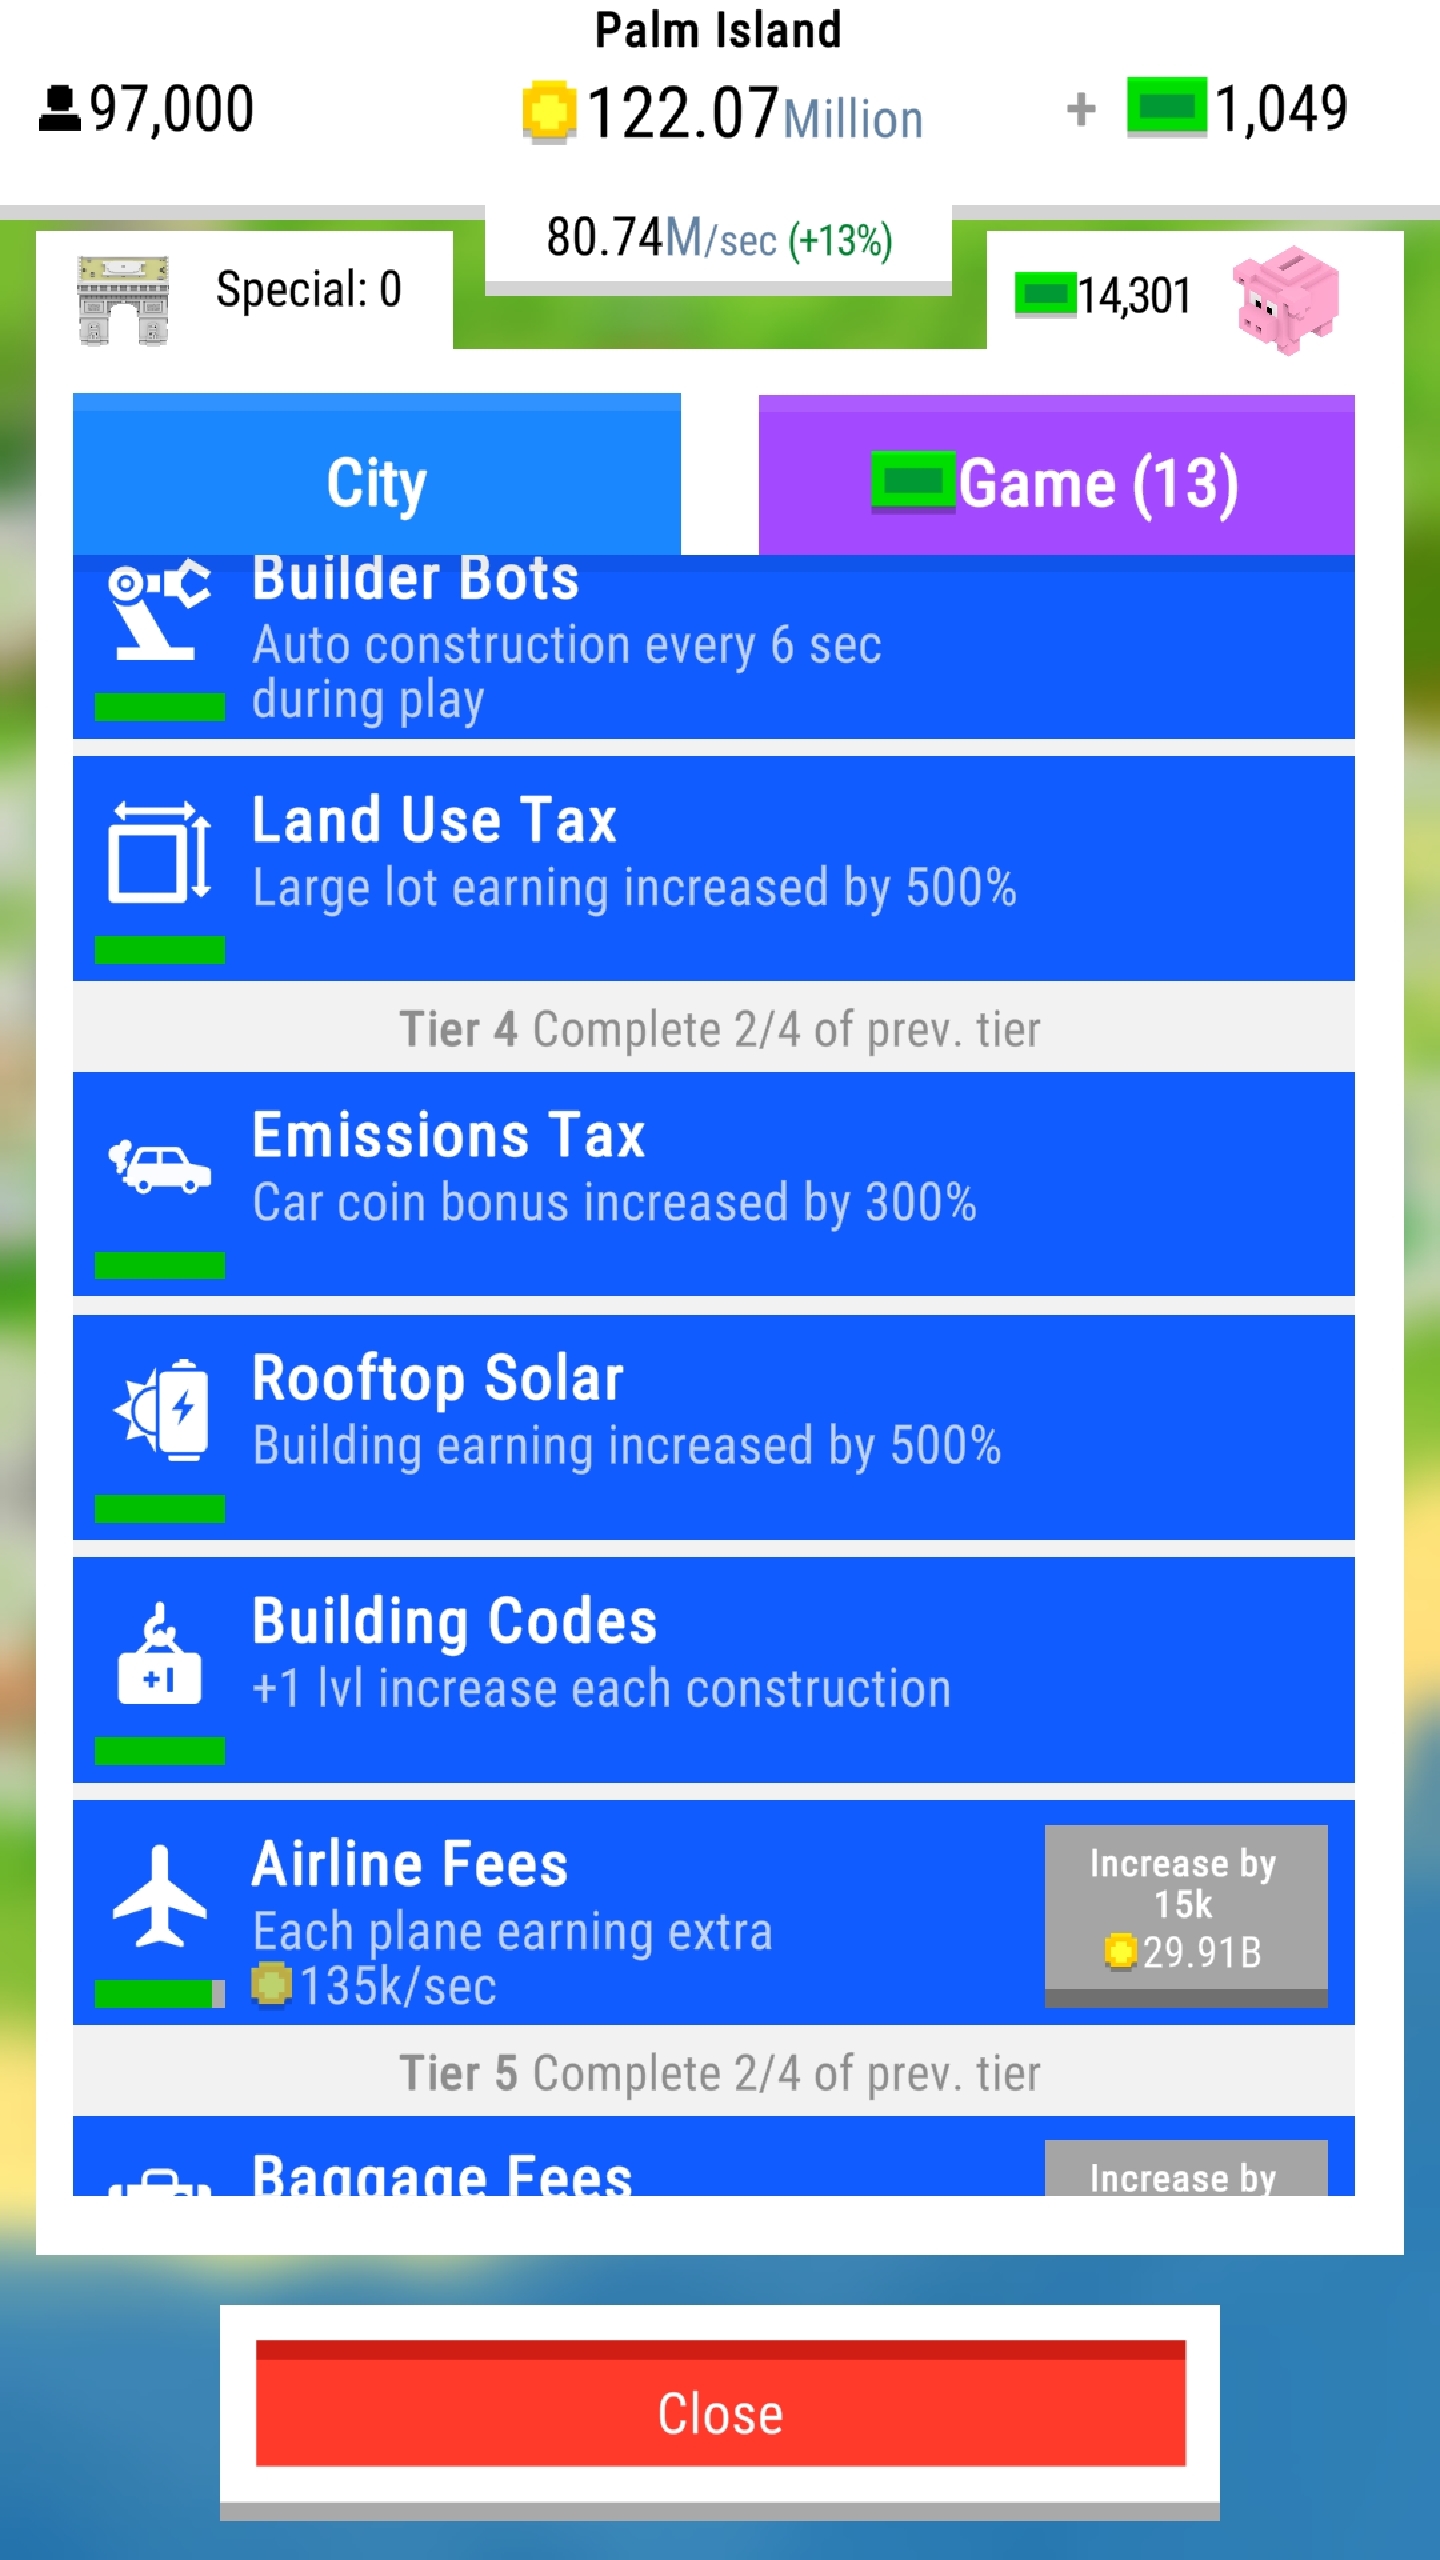 Palm Island
97,000
122.07Million
+ 1,049
80.74M/sec (+13%)
Special: 0
14,301
City
Game (13)
Builder Bots
Auto construction every 6 sec
during play
Land Use Tax
Large lot earning increased by 500%
Tier 4 Complete 2/4 of prev. tier
Emissions Tax
Car coin bonus increased by 300%
Rooftop Solar
Building earning increased by 500%
+1
Building Codes
+1 lvl increase each construction
Airline Fees
Each plane earning extra
135k/sec
Increase by
15k
29.91B
Tier 5 Complete 2/4 of prev. tier
Baggage Fees
Increase by
Close